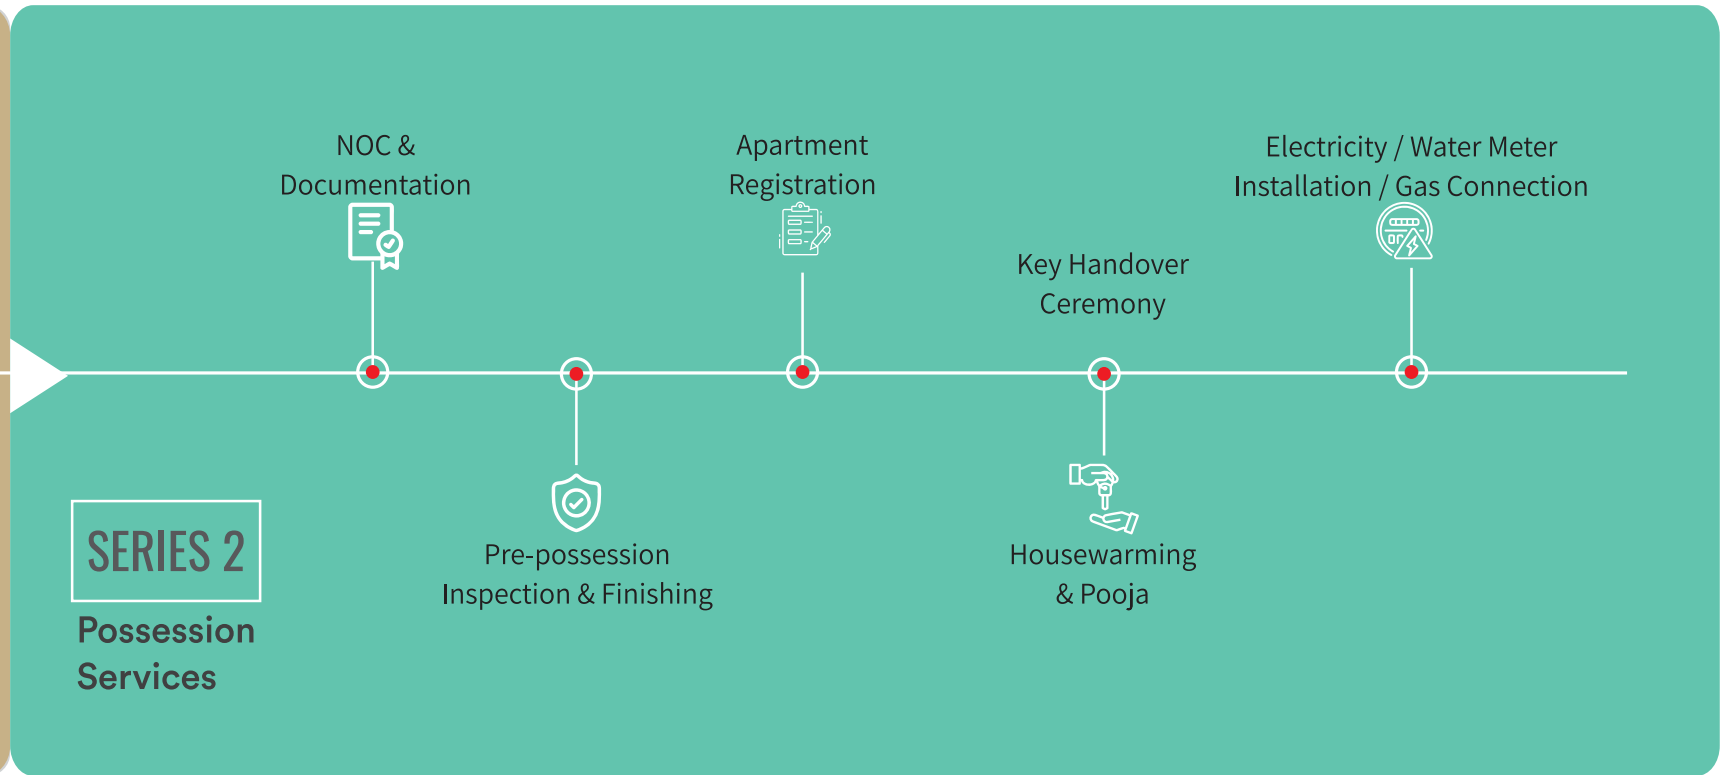 NOC &
Documentation
Pre-possession
Inspection & Finishing
Apartment
Registration
Key Handover
Ceremony
Housewarming
& Pooja
Electricity / Water Meter
Installation / Gas Connection
SERIES 2
Possession
Services